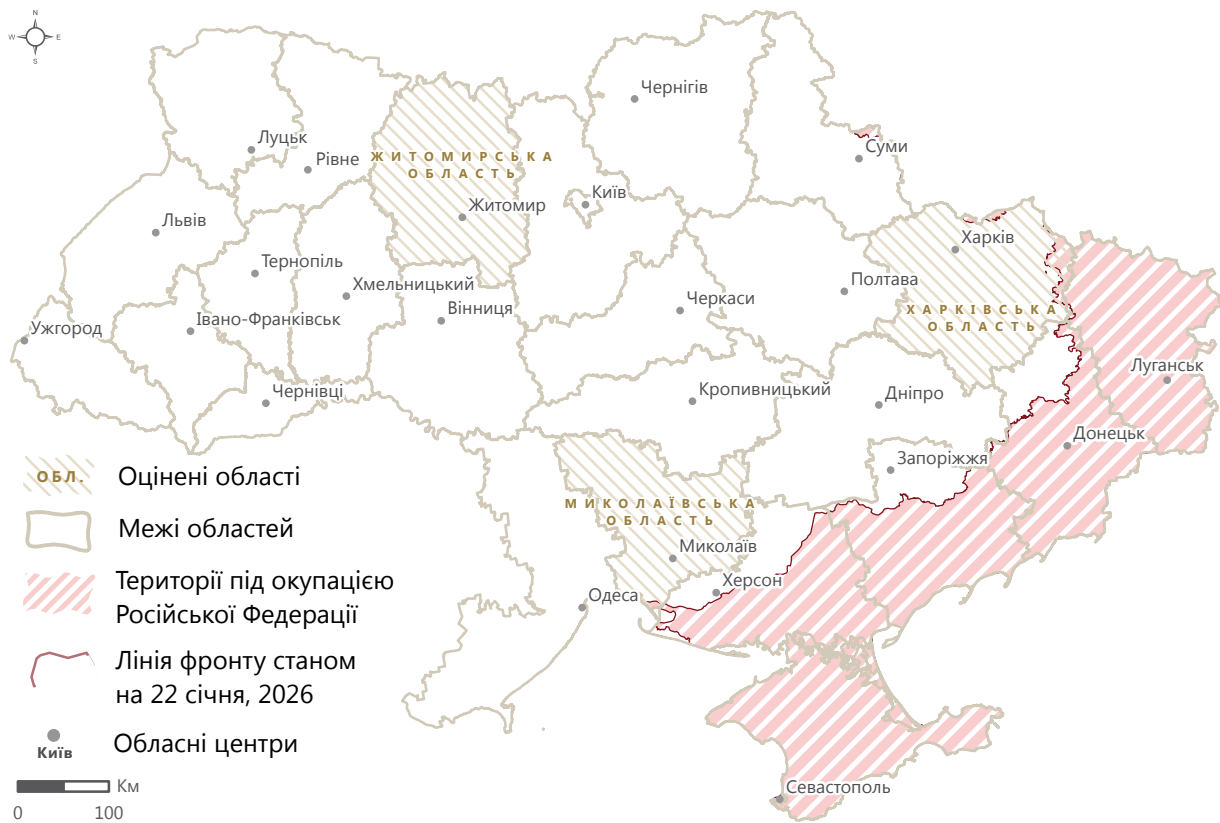 N
W E
S
Чернігів
Суми
Луцьк
Рівне
ЖИТОМИРСЬКА
ОБЛАСТЬ
Київ
Житомир
Львів
Харків
Тернопіль
Хмельницький
Полтава
Вінниця
Черкаси
Івано-Франківськ
ХАРКІВСЬКА
ОБЛАСТЬ
Ужгород
Луганськ
Чернівці
Кропивницький
Дніпро
Донецьк
Запоріжжя
МИКОЛАЇВСЬКА
ОБЛАСТЬ
Миколаїв
Херсон
Одеса
Севастополь
ОБЛ. Оцінені області
Межі областей
Території під окупацією
Російської Федерації
Лінія фронту станом
на 22 січня, 2026
Київ Обласні центри
Км
0 100